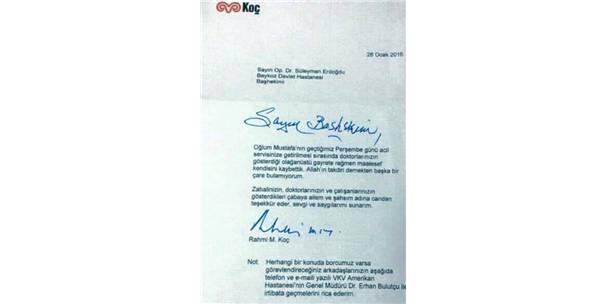 Koç
26 Ocak 2016
Sayın Op. Dr. Süleyman Erdoğdu
Beykoz Devlet Hastanesi
Başhekimi
Sayın Başhekim,
Oğlum Mustafa'nın geçtiğimiz Perşembe günü acil
servisinize getirilmesi sırasında doktorlarınızın
gösterdiği olağanüstü gayrete rağmen maalesef
kendisini kaybettik. Allah'ın takdiri demekten başka bir
çare bulamıyorum.
Zatıalinizin, doktorlarınızın ve çalışanlarınızın
gösterdikleri çabaya ailem ve şahsım adına candan
teşekkür eder, sevgi ve saygılarımı sunarım.
Rahmi M. Koç
Not: Herhangi bir konuda borcumuz varsa
görevlendireceğiniz arkadaşlarınızın aşağıda
telefon ve e-maili yazılı VKV Amerikan
Hastanesi'nin Genel Müdürü Dr. Erhan Bulutçu ile
irtibata geçmelerini rica ederim.